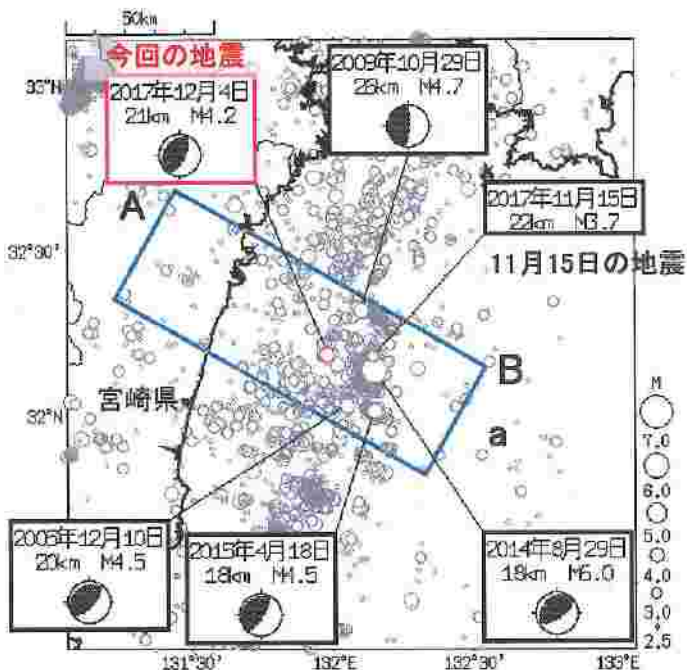 50km
今回の地震
2017年12月4日
21km M4.2
2009年10月29日
26km M4.7
2017年11月15日
22km M3.7
11月15日の地震
33°N
A
32°30′
B
宮崎県
32°N
a
M
7.0
6.0
5.0
4.0
3.0
2.5
2006年12月10日
20km M4.5
2015年4月18日
18km M4.5
2014年8月29日
18km M6.0
131°30′
132°E
132°30′
133°E